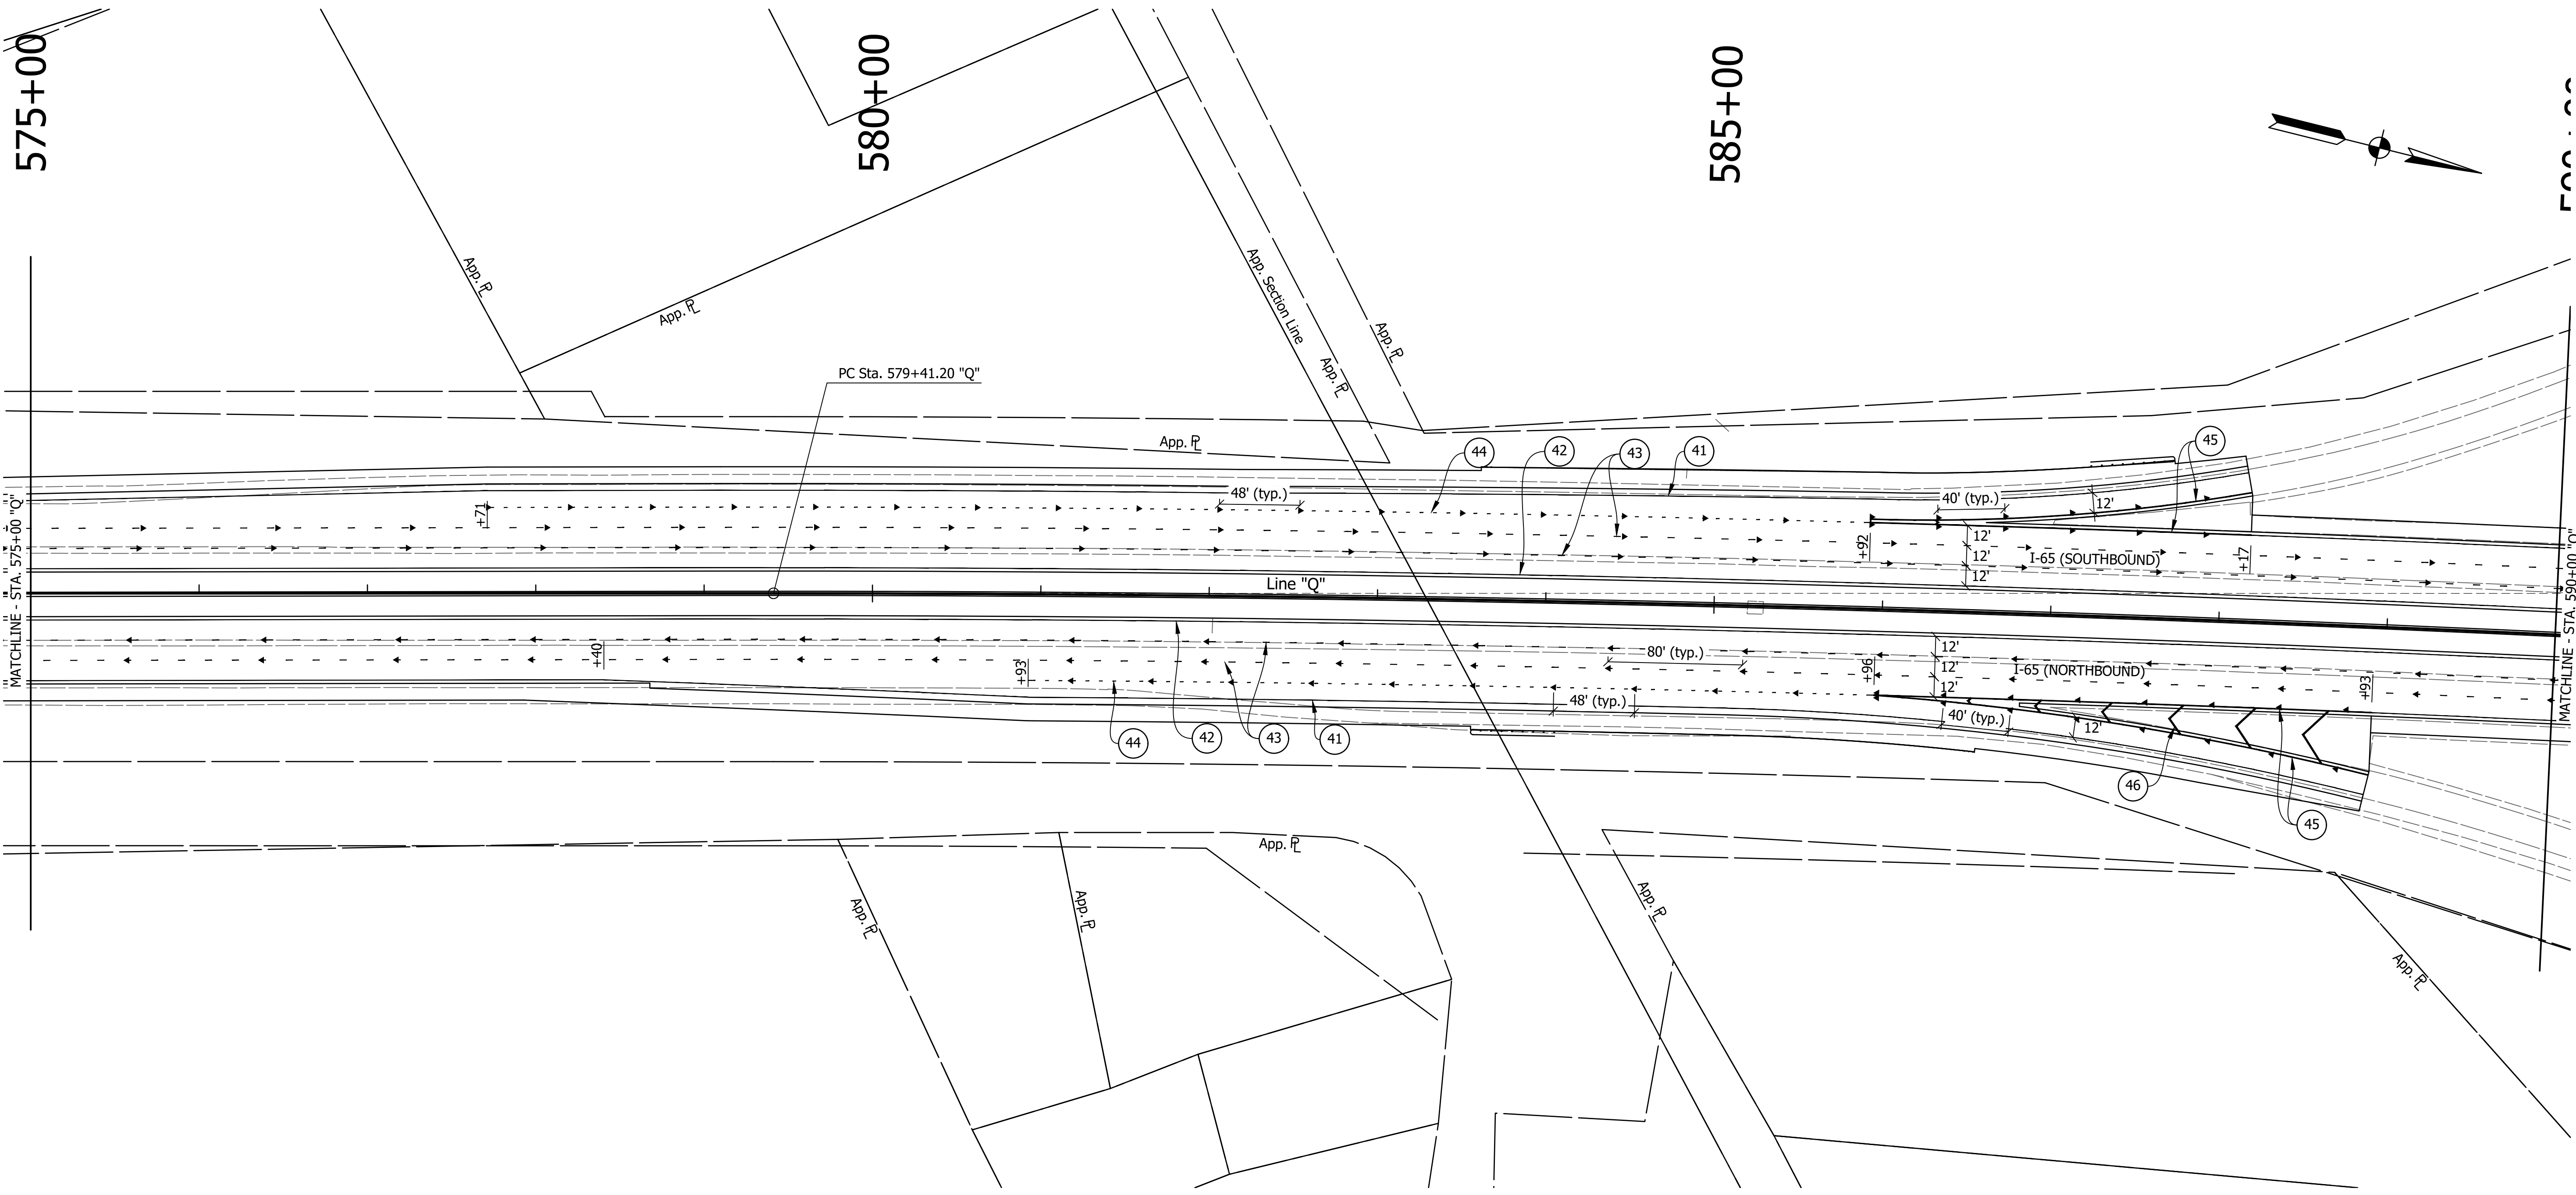 575+00
580+00
585+00
App. PL
App. PL
App. Section Line
App. PL
App. PL
PC Sta. 579+41.20 "Q"
App. PL
44
42
43
41
45
48' (typ.)
40' (typ.)
12'
+71
+92
12'
12'
12'
I-65 (SOUTHBOUND)
+17
Line "Q"
MATCHLINE - STA. 575+00 "Q"
MATCHLINE - STA. 590+00 "Q"
+40
+93
80' (typ.)
+96
12'
12'
12'
I-65 (NORTHBOUND)
+93
48' (typ.)
40' (typ.)
12'
44
42
43
41
46
45
App. PL
App. PL
App. PL
App. PL
App. PL